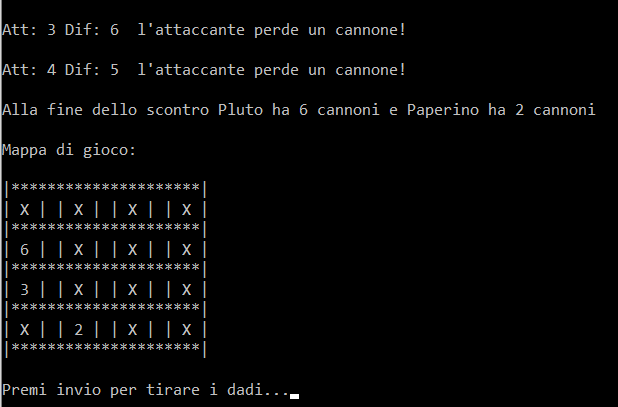 Att: 3 Dif: 6  l'attaccante perde un cannone!
Att: 4 Dif: 5  l'attaccante perde un cannone!
Alla fine dello scontro Pluto ha 6 cannoni e Paperino ha 2 cannoni
Mappa di gioco:
|*********************|
| X | | X | | X | | X |
|*********************|
| 6 | | X | | X | | X |
|*********************|
| 3 | | X | | X | | X |
|*********************|
| X | | 2 | | X | | X |
|*********************|
Premi invio per tirare i dadi...